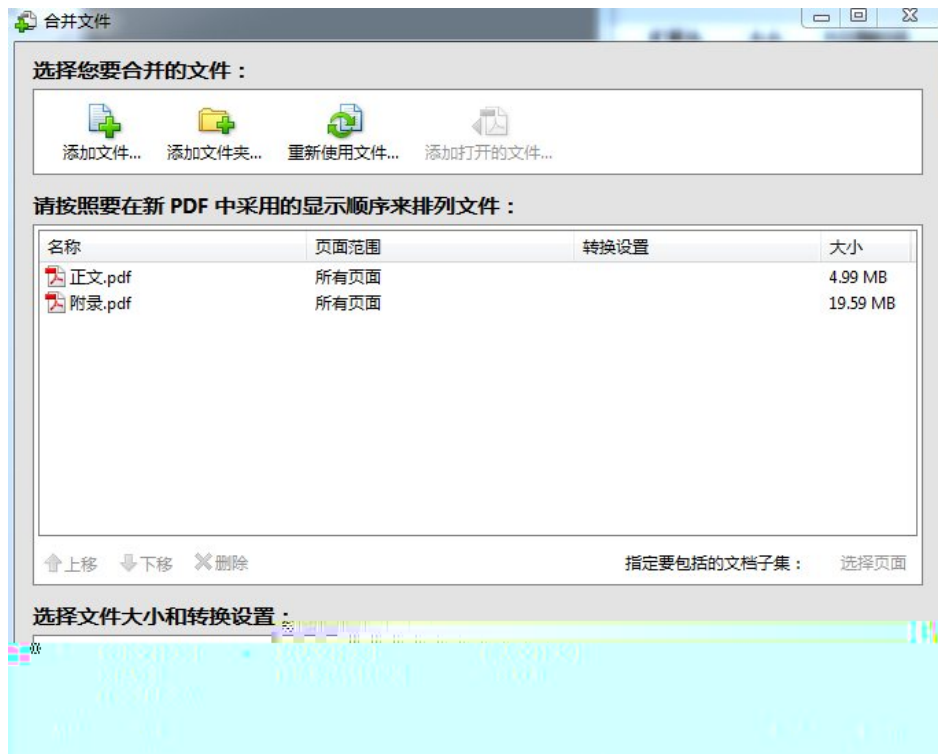 合并文件
选择您要合并的文件：
添加文件... 添加文件夹... 重新使用文件... 添加打开的文件...
请按照要在新 PDF 中采用的显示顺序来排列文件：
名称 页面范围 转换设置 大小
正文.pdf 所有页面 4.99 MB
附录.pdf 所有页面 19.59 MB
上移 下移 删除 指定要包括的文档子集： 选择页面
选择文件大小和转换设置：